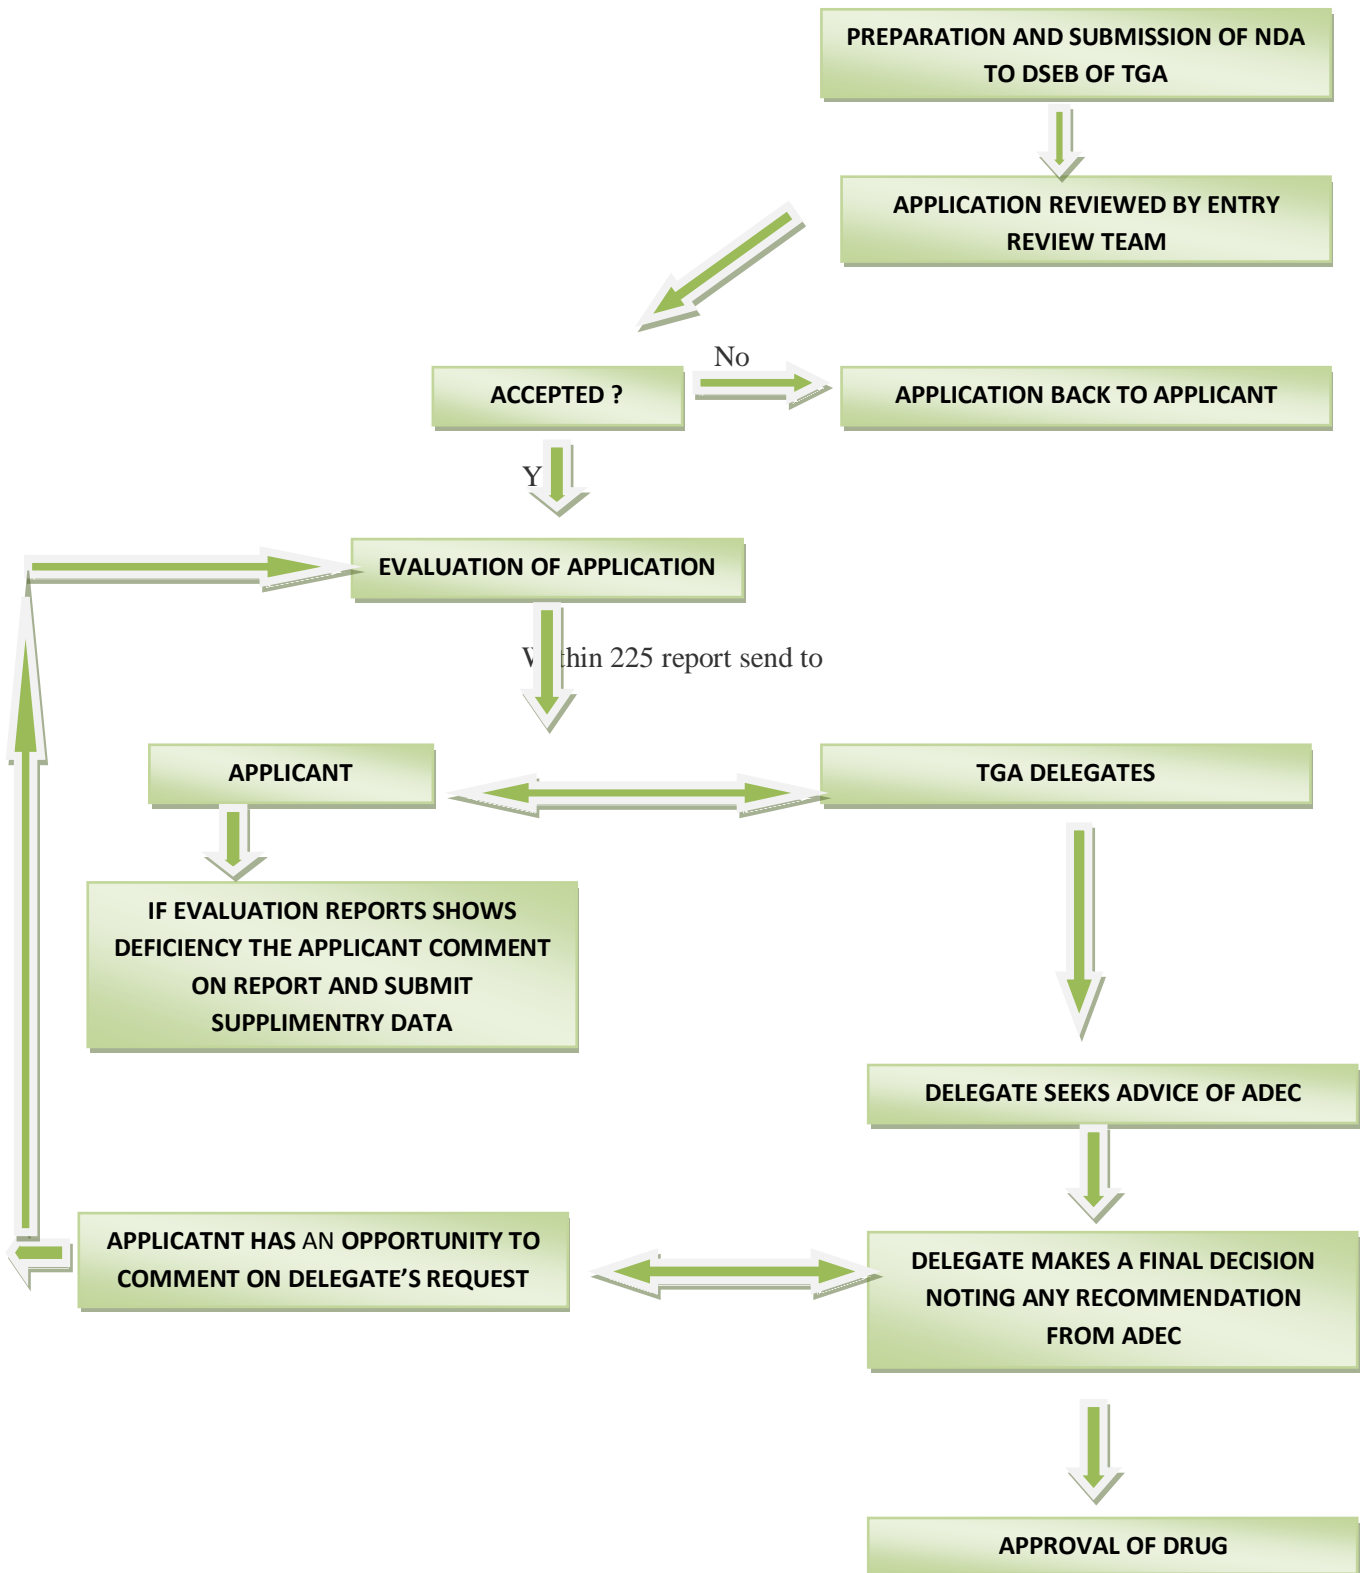 PREPARATION AND SUBMISSION OF NDA
TO DSEB OF TGA
APPLICATION REVIEWED BY ENTRY
REVIEW TEAM
No
ACCEPTED ?
APPLICATION BACK TO APPLICANT
Y
EVALUATION OF APPLICATION
225 report send to
APPLICANT
TGA DELEGATES
IF EVALUATION REPORTS SHOWS
DEFICIENCY THE APPLICANT COMMENT
ON REPORT AND SUBMIT
SUPPLIMENTRY DATA
DELEGATE SEEKS ADVICE OF ADEC
APPLICATNT HAS AN OPPORTUNITY TO
COMMENT ON DELEGATE'S REQUEST
DELEGATE MAKES A FINAL DECISION
NOTING ANY RECOMMENDATION
FROM ADEC
APPROVAL OF DRUG